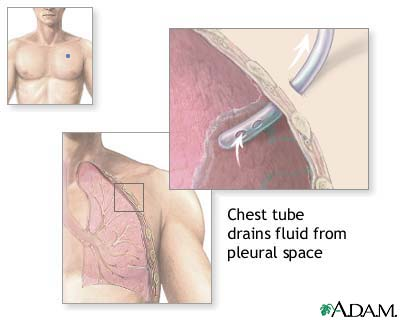 Chest tube
drains fluid from
pleural space
A.D.A.M.